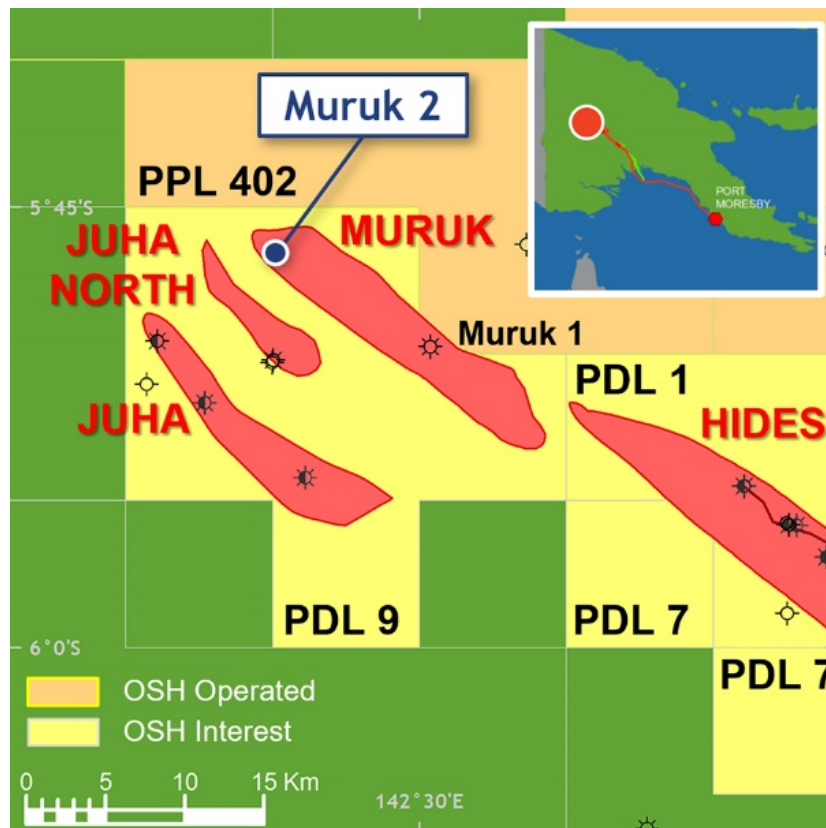 Muruk 2
PORT
MORESBY
PPL 402
5°45'S
JUHA
NORTH
MURUK
Muruk 1
PDL 1
JUHA
HIDES
PDL 9
PDL 7
6°0'S
PDL 7
OSH Operated
OSH Interest
0 5 10 15 Km
142°30'E